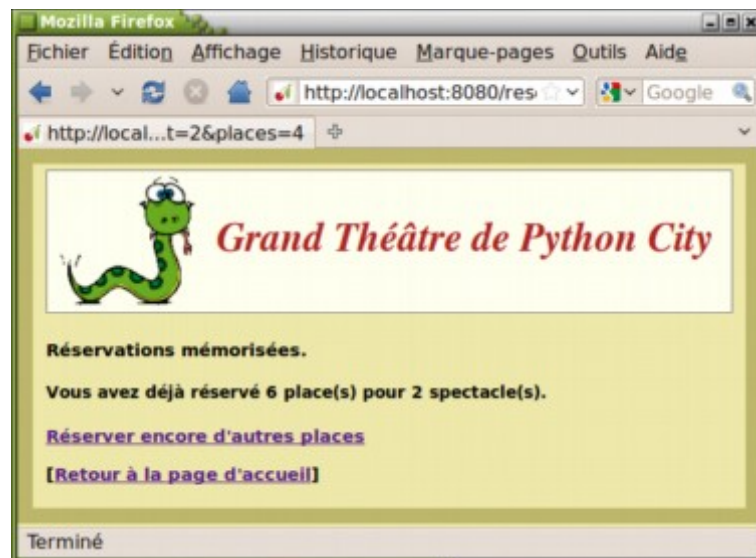 Mozilla Firefox
Fichier Édition Affichage Historique Marque-pages Outils Aide
http://localhost:8080/res Google
http://local...t=2&places=4
Grand Théâtre de Python City
Réservations mémorisées.
Vous avez déjà réservé 6 place(s) pour 2 spectacle(s).
Réserver encore d'autres places
[Retour à la page d'accueil]
Terminé